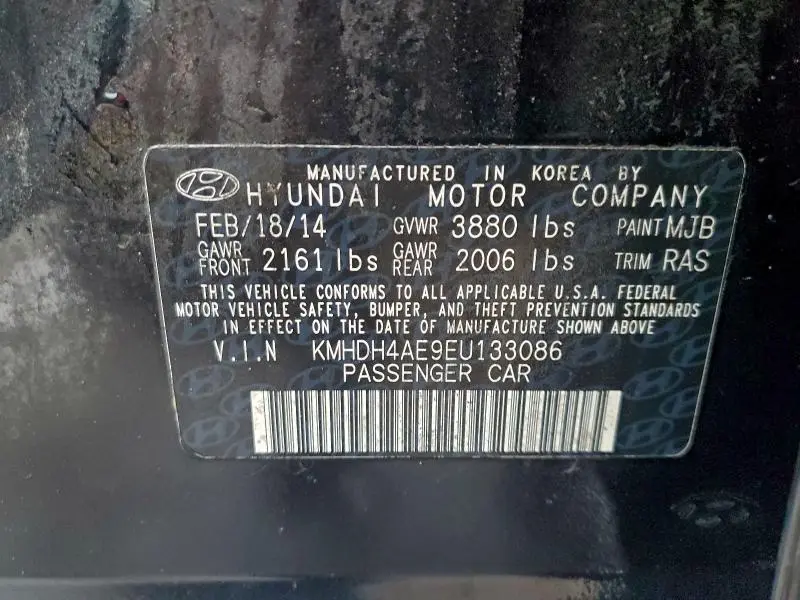 MANUFACTURED IN KOREA BY
HYUNDAI MOTOR COMPANY
FEB/18/14 GVWR 3880 lbs PAINT MJB
GAWR FRONT 2161 lbs GAWR REAR 2006 lbs TRIM RAS
THIS VEHICLE CONFORMS TO ALL APPLICABLE U.S.A. FEDERAL
MOTOR VEHICLE SAFETY, BUMPER, AND THEFT PREVENTION STANDARDS
IN EFFECT ON THE DATE OF MANUFACTURE SHOWN ABOVE
V.I.N KMHDH4AE9EU133086
PASSENGER CAR